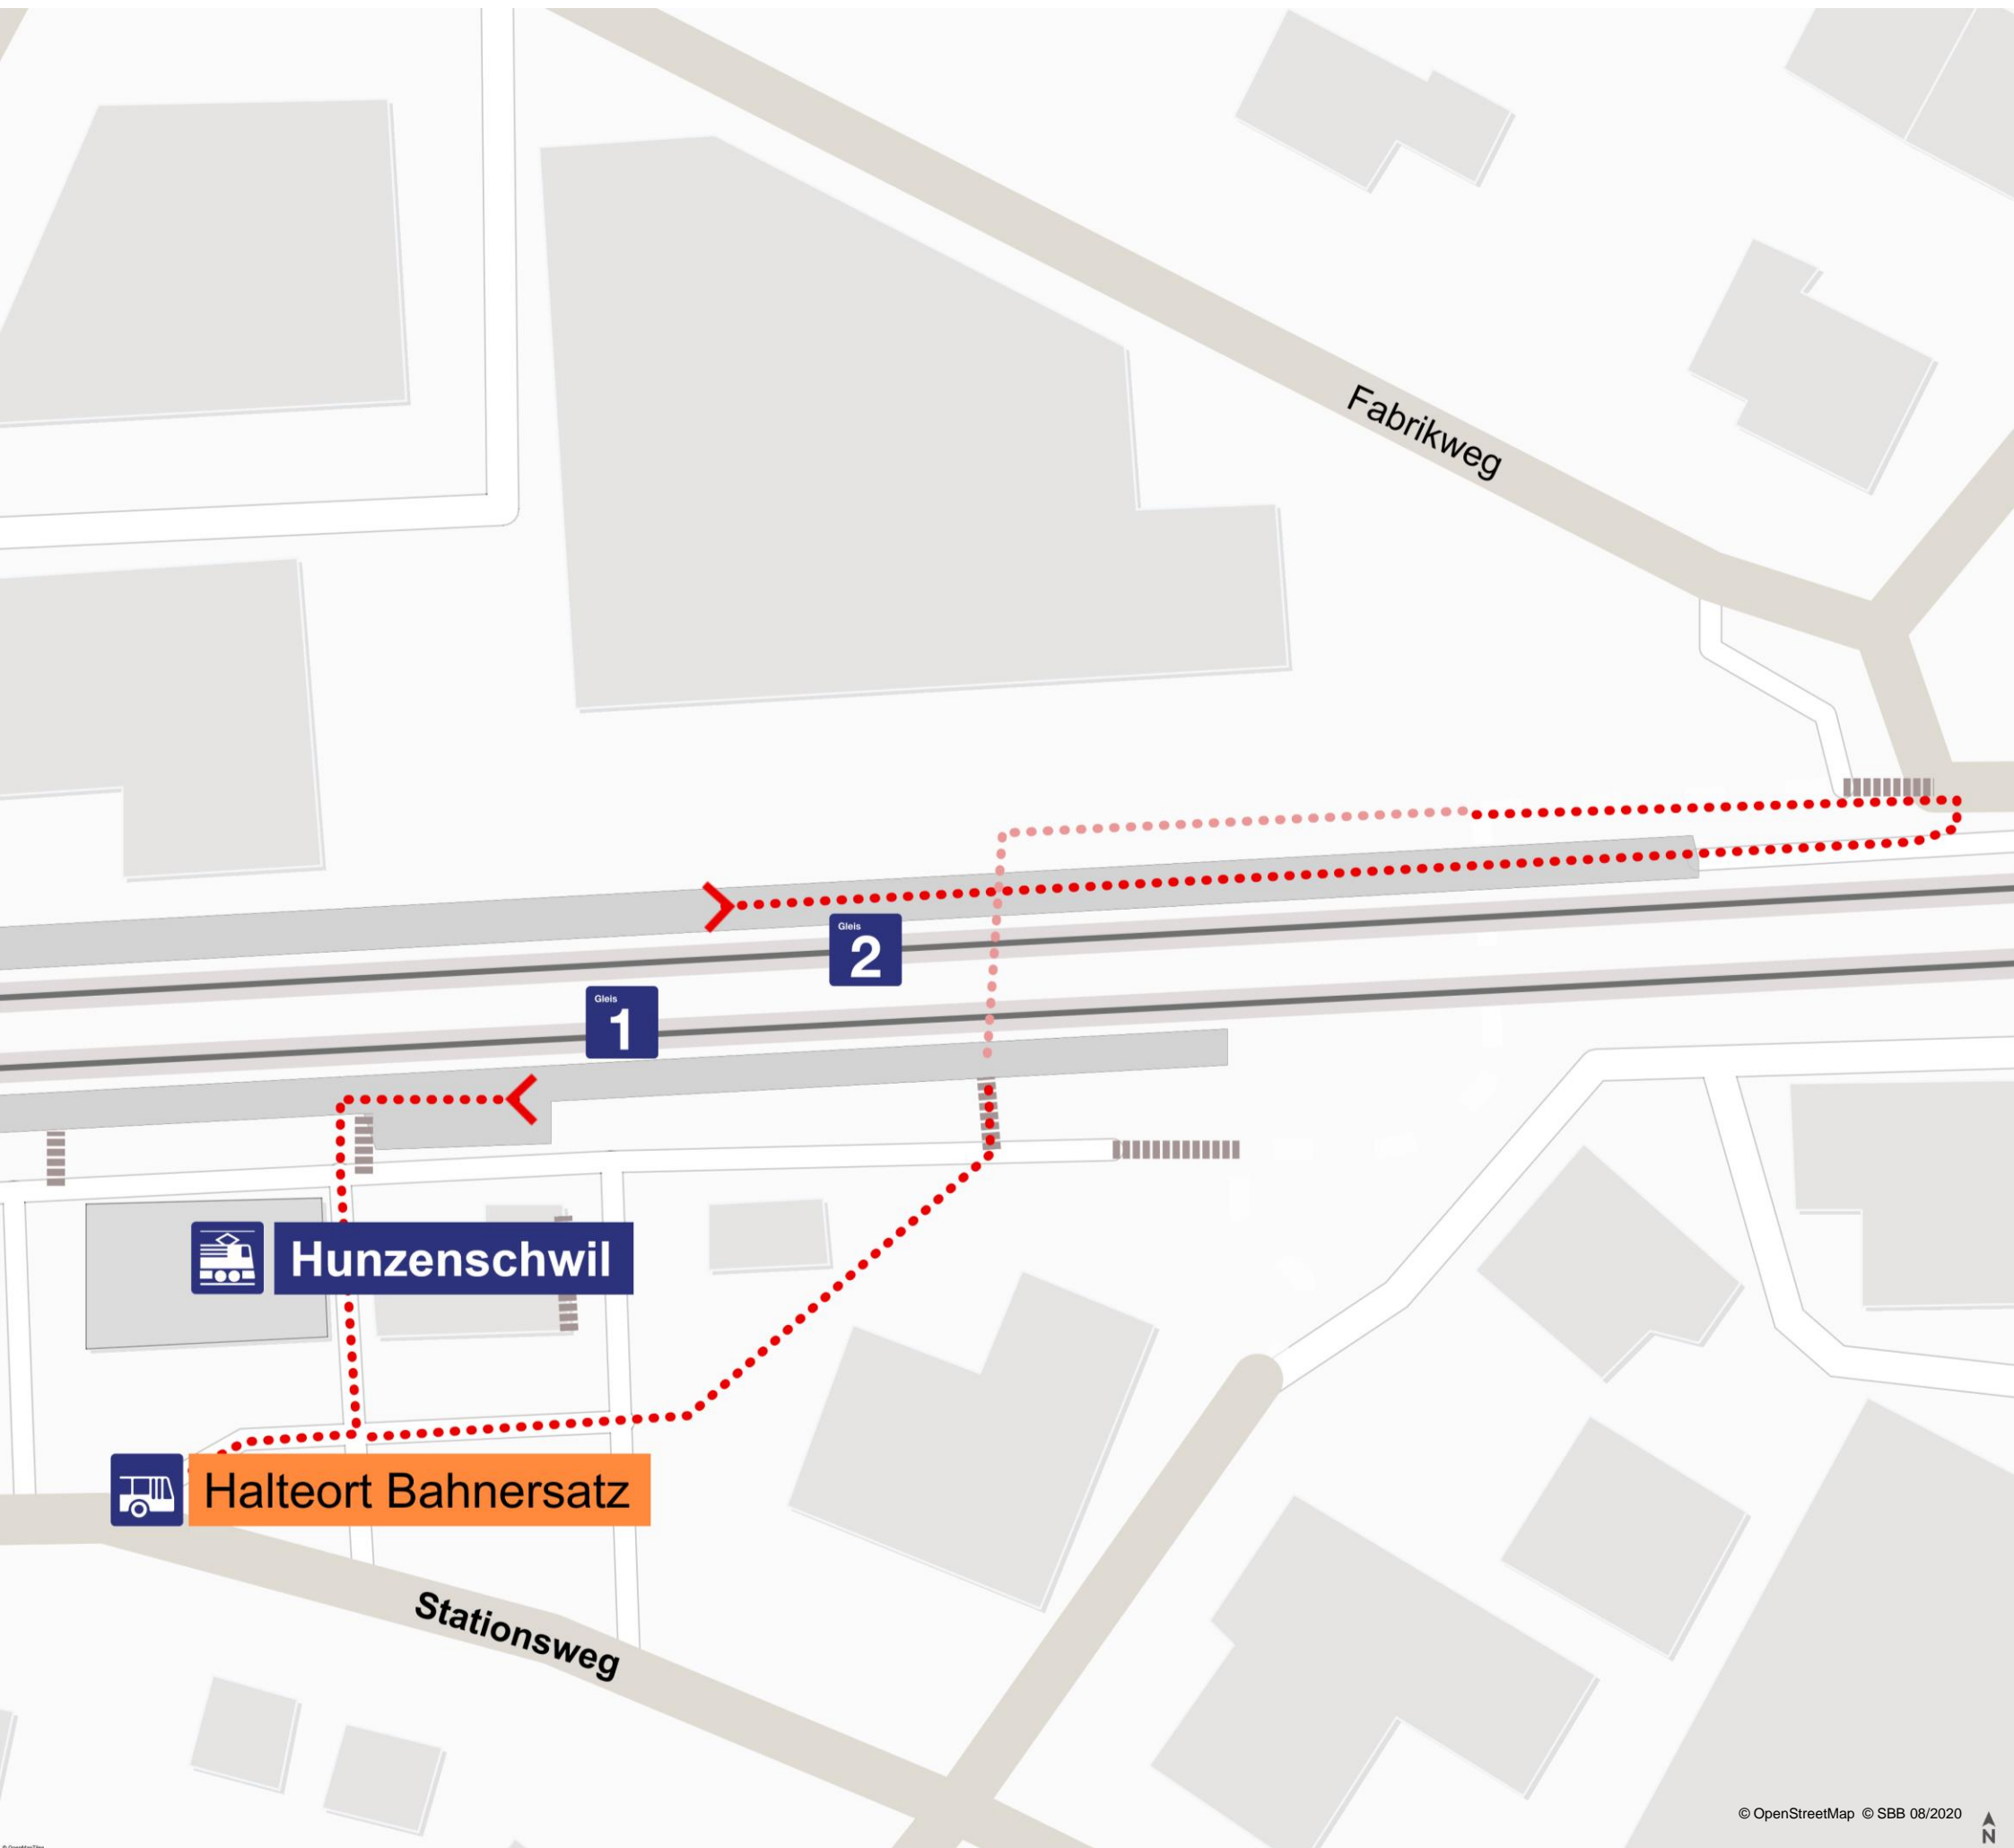 Fabrikweg
Gleis
2
Gleis
1
Hunzenschwil
Halteort Bahnersatz
Stationsweg
© OpenStreetMap © SBB 08/2020
N